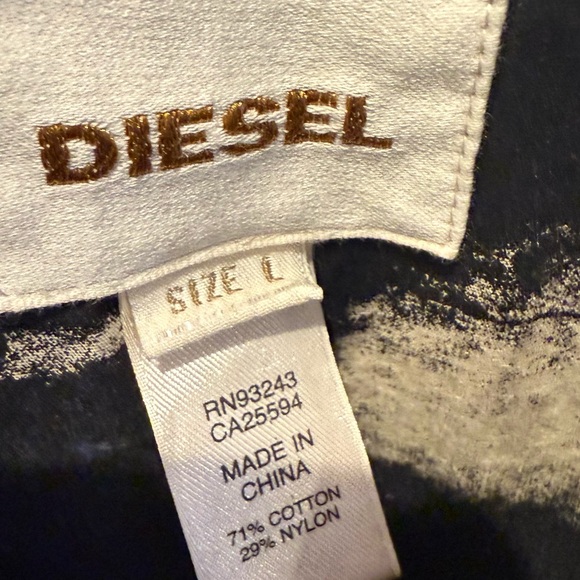 DIESEL
SIZE L
RN93243
CA25594
MADE IN
CHINA
71% COTTON
29% NYLON